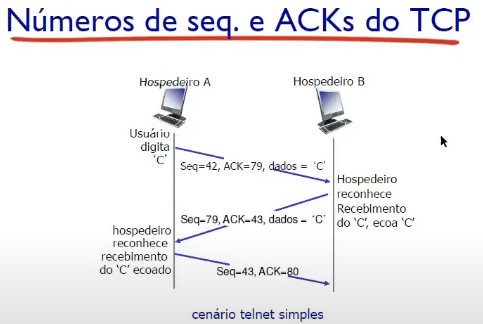 Números de seq. e ACKs do TCP
Hospedeiro A
Hospedeiro B
Usuário
digita
‘C’
Seq=42, ACK=79, dados = ‘C’
Hospedeiro
reconhece
Recebimento
do ‘C’, ecoa ‘C’
Seq=79, ACK=43, dados = ‘C’
hospedeiro
reconhece
recebimento
do ‘C’ ecoado
Seq=43, ACK=80
cenário telnet simples